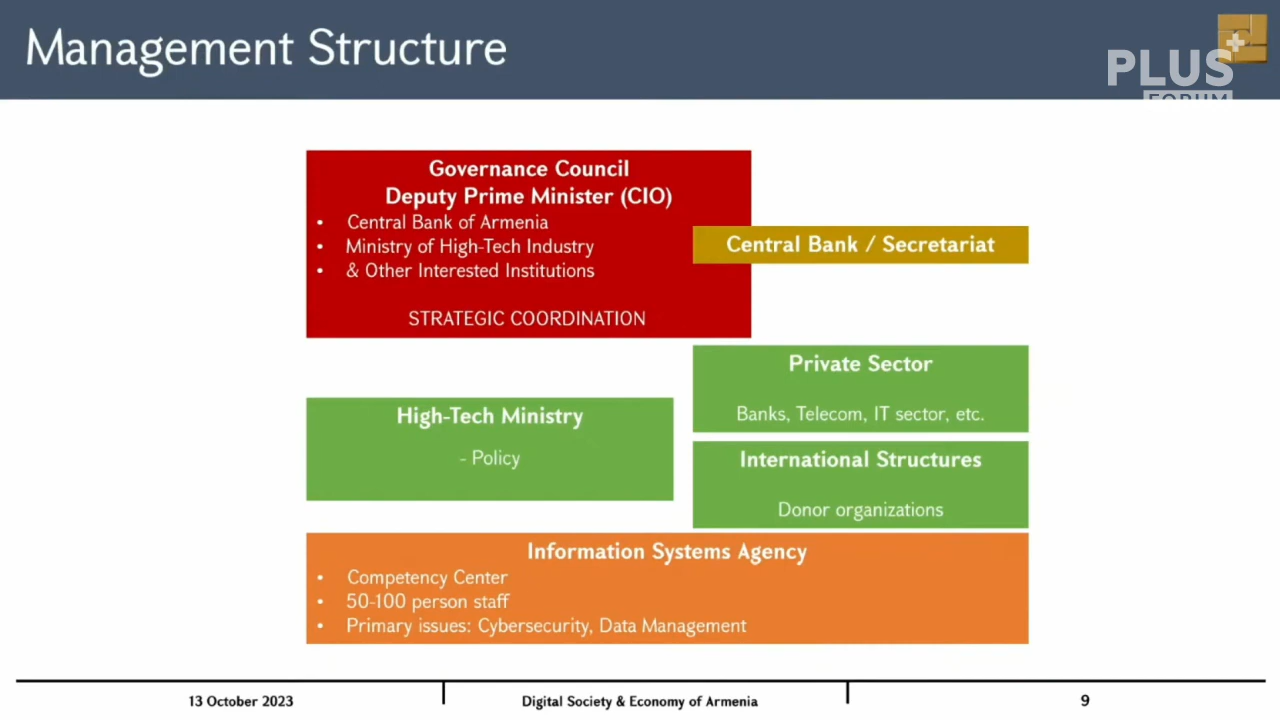 Management Structure
PLUS+
FORUM
Governance Council
Deputy Prime Minister (CIO)
• Central Bank of Armenia
• Ministry of High-Tech Industry
• & Other Interested Institutions
STRATEGIC COORDINATION
Central Bank / Secretariat
Private Sector
Banks, Telecom, IT sector, etc.
High-Tech Ministry
- Policy
International Structures
Donor organizations
Information Systems Agency
• Competency Center
• 50-100 person staff
• Primary issues: Cybersecurity, Data Management
13 October 2023
Digital Society & Economy of Armenia
9